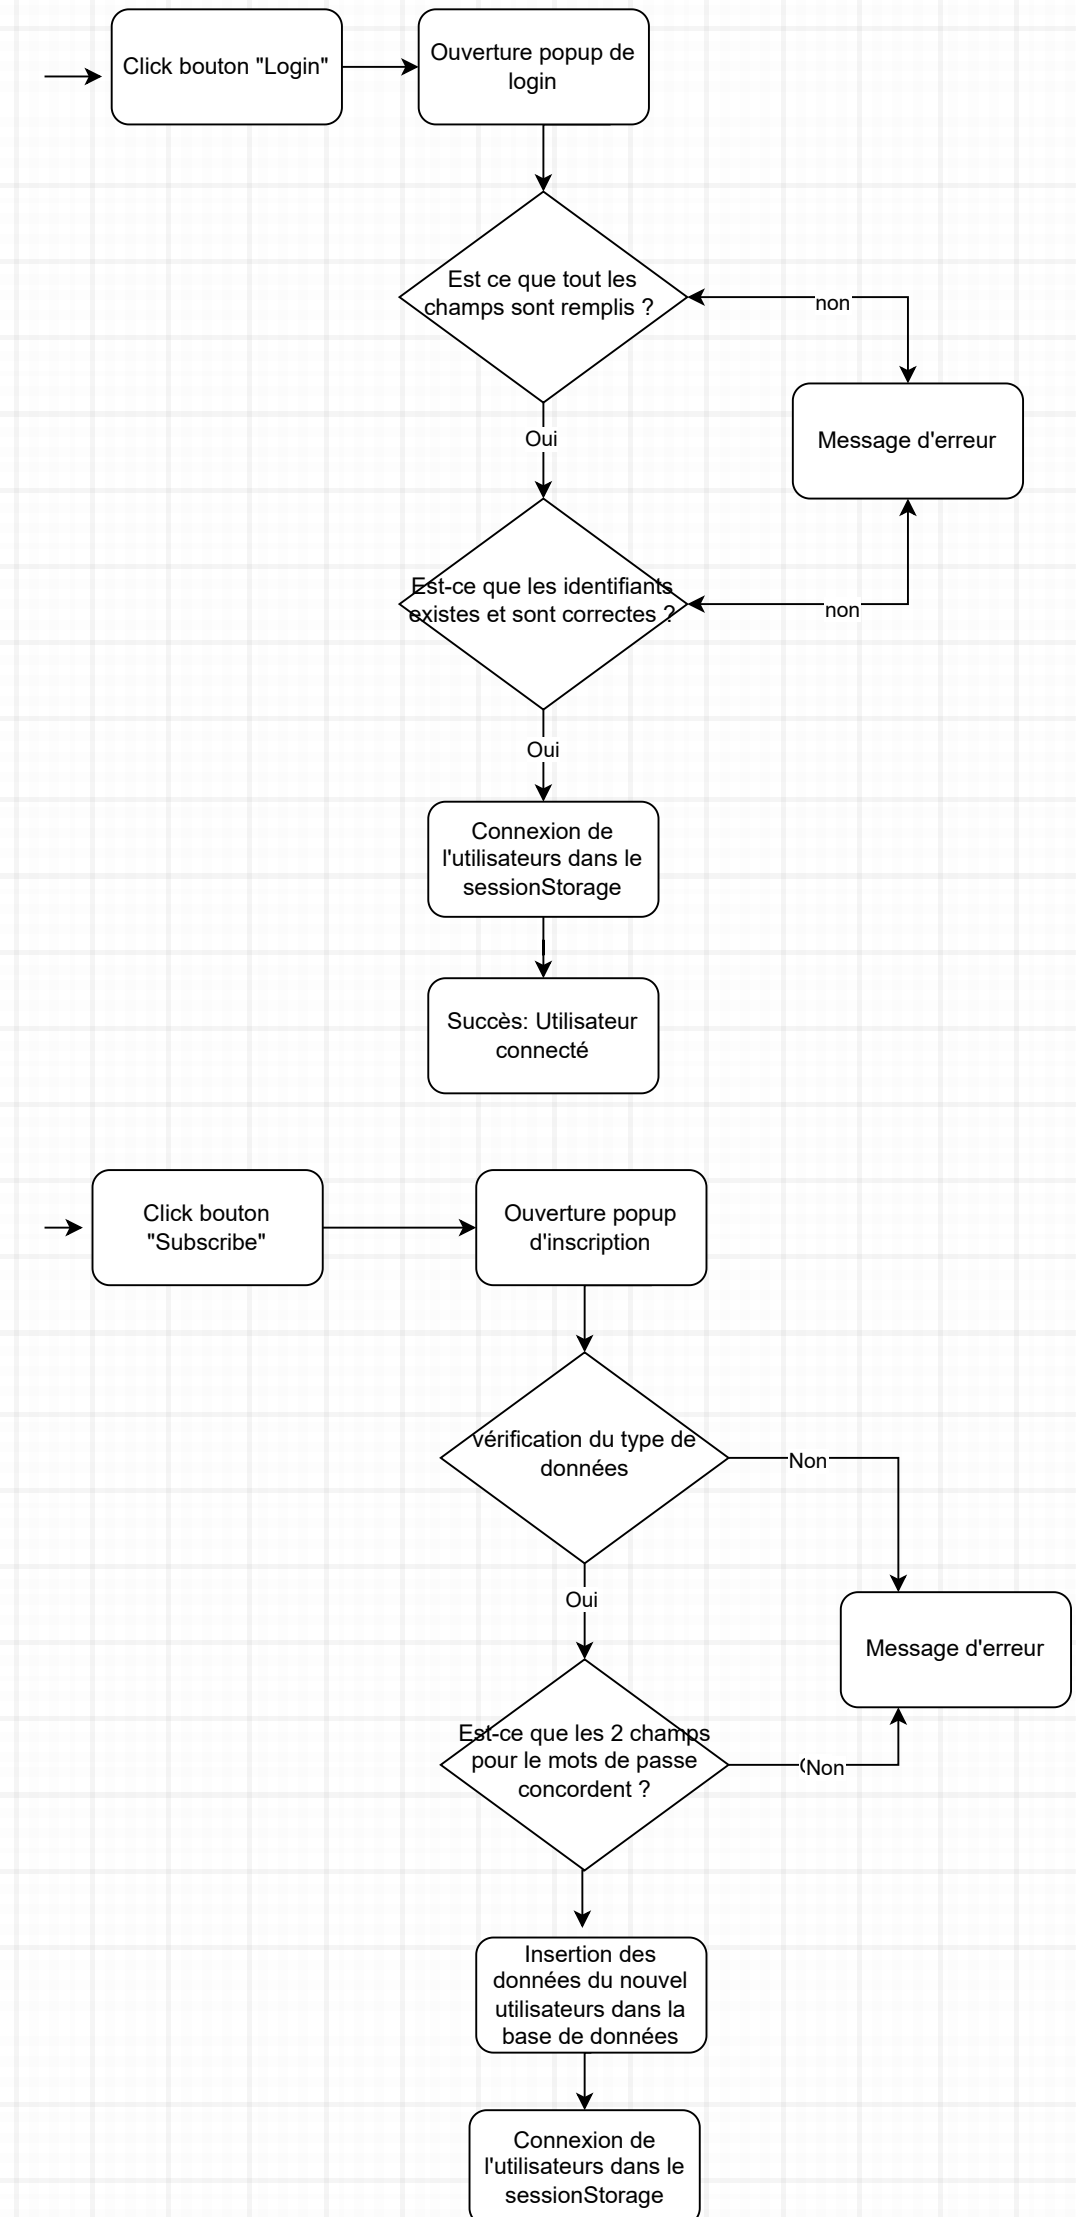 Click bouton "Login"
Ouverture popup de
login
Est ce que tout les
champs sont remplis ?
non
Message d'erreur
Oui
Est-ce que les identifiants
existes et sont correctes ?
non
Oui
Connexion de
l'utilisateurs dans le
sessionStorage
Succès: Utilisateur
connecté
Click bouton
"Subscribe"
Ouverture popup
d'inscription
vérification du type de
données
Non
Oui
Message d'erreur
Est-ce que les 2 champs
pour le mots de passe
concordent ?
Non
Insertion des
données du nouvel
utilisateurs dans la
base de données
Connexion de
l'utilisateurs dans le
sessionStorage